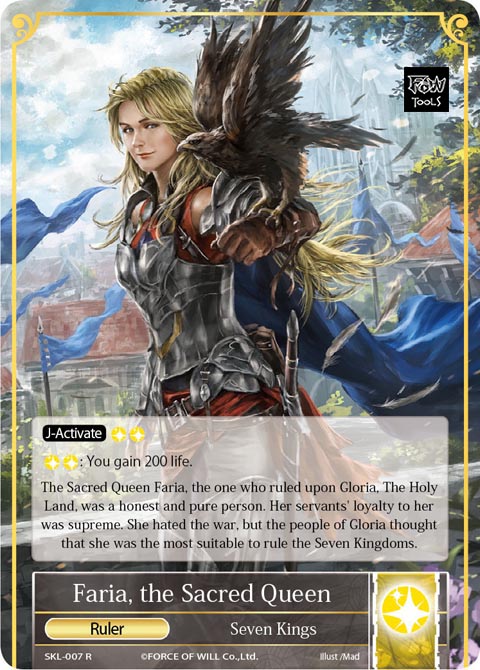 FoW
TOOLS
J-Activate
: You gain 200 life.
The Sacred Queen Faria, the one who ruled upon Gloria, The Holy
Land, was a honest and pure person. Her servants' loyalty to her
was supreme. She hated the war, but the people of Gloria thought
that she was the most suitable to rule the Seven Kingdoms.
Faria, the Sacred Queen
Ruler Seven Kings
SKL-007 R ©FORCE OF WILL Co.,Ltd. Illust /Mad